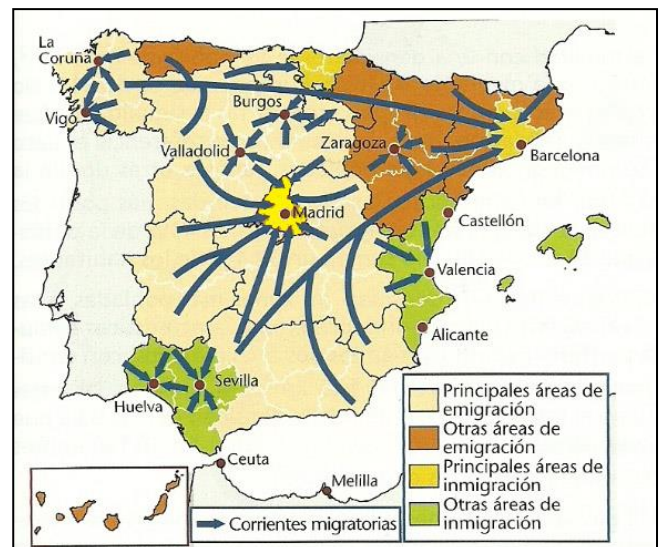 La
Coruña
Vigo
Burgos
Valladolid
Zaragoza
Barcelona
Madrid
Castellón
Valencia
Alicante
Sevilla
Huelva
Ceuta
Melilla
Corrientes migratorias
Principales áreas de
emigración
Otras áreas de
emigración
Principales áreas de
inmigración
Otras áreas de
inmigración